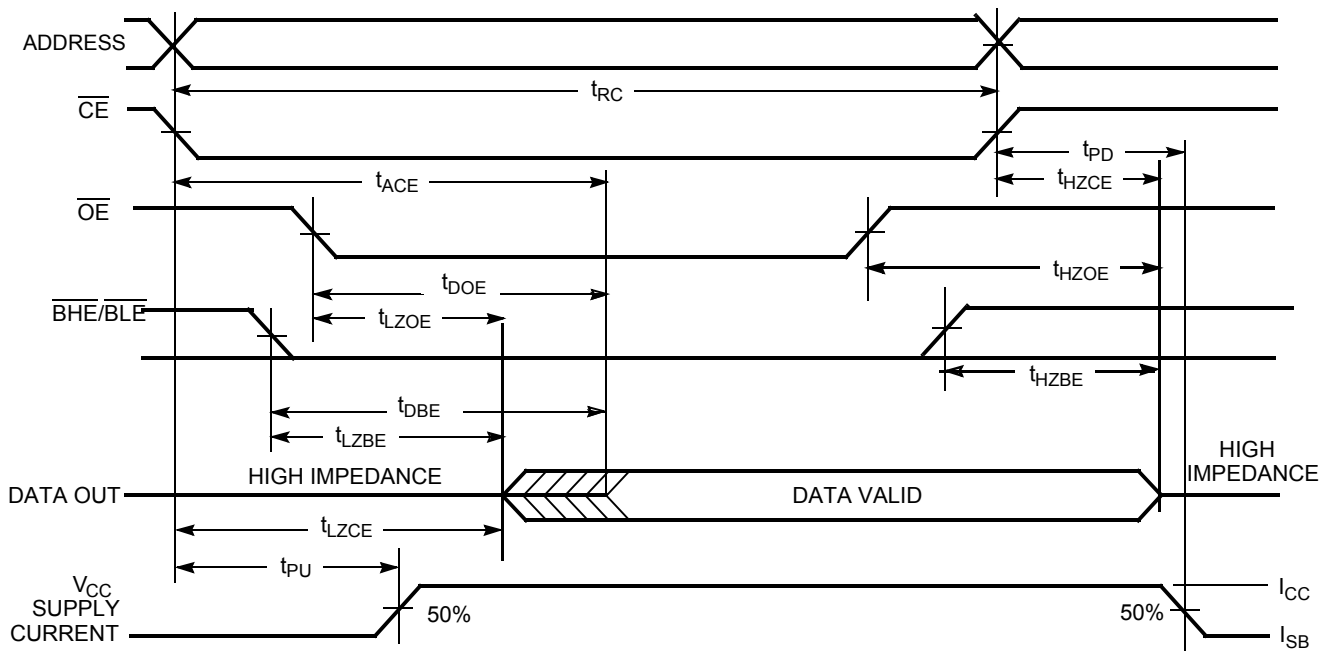 ADDRESS
tRC
CE
tPD
tACE
tHZCE
OE
tHZOE
tDOE
BHE/BLE
tLZOE
tHZBE
tDBE
tLZBE
HIGH IMPEDANCE
HIGH
IMPEDANCE
DATA OUT
DATA VALID
tLZCE
tPU
VCC
SUPPLY
CURRENT
50%
50%
ICC
ISB